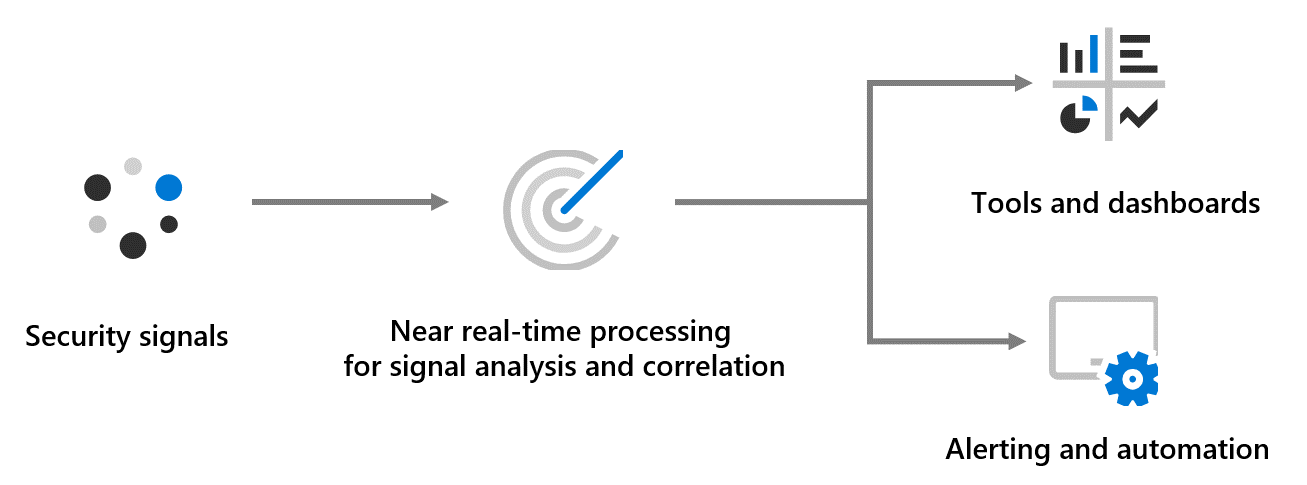 Security signals
Near real-time processing
for signal analysis and correlation
Tools and dashboards
Alerting and automation